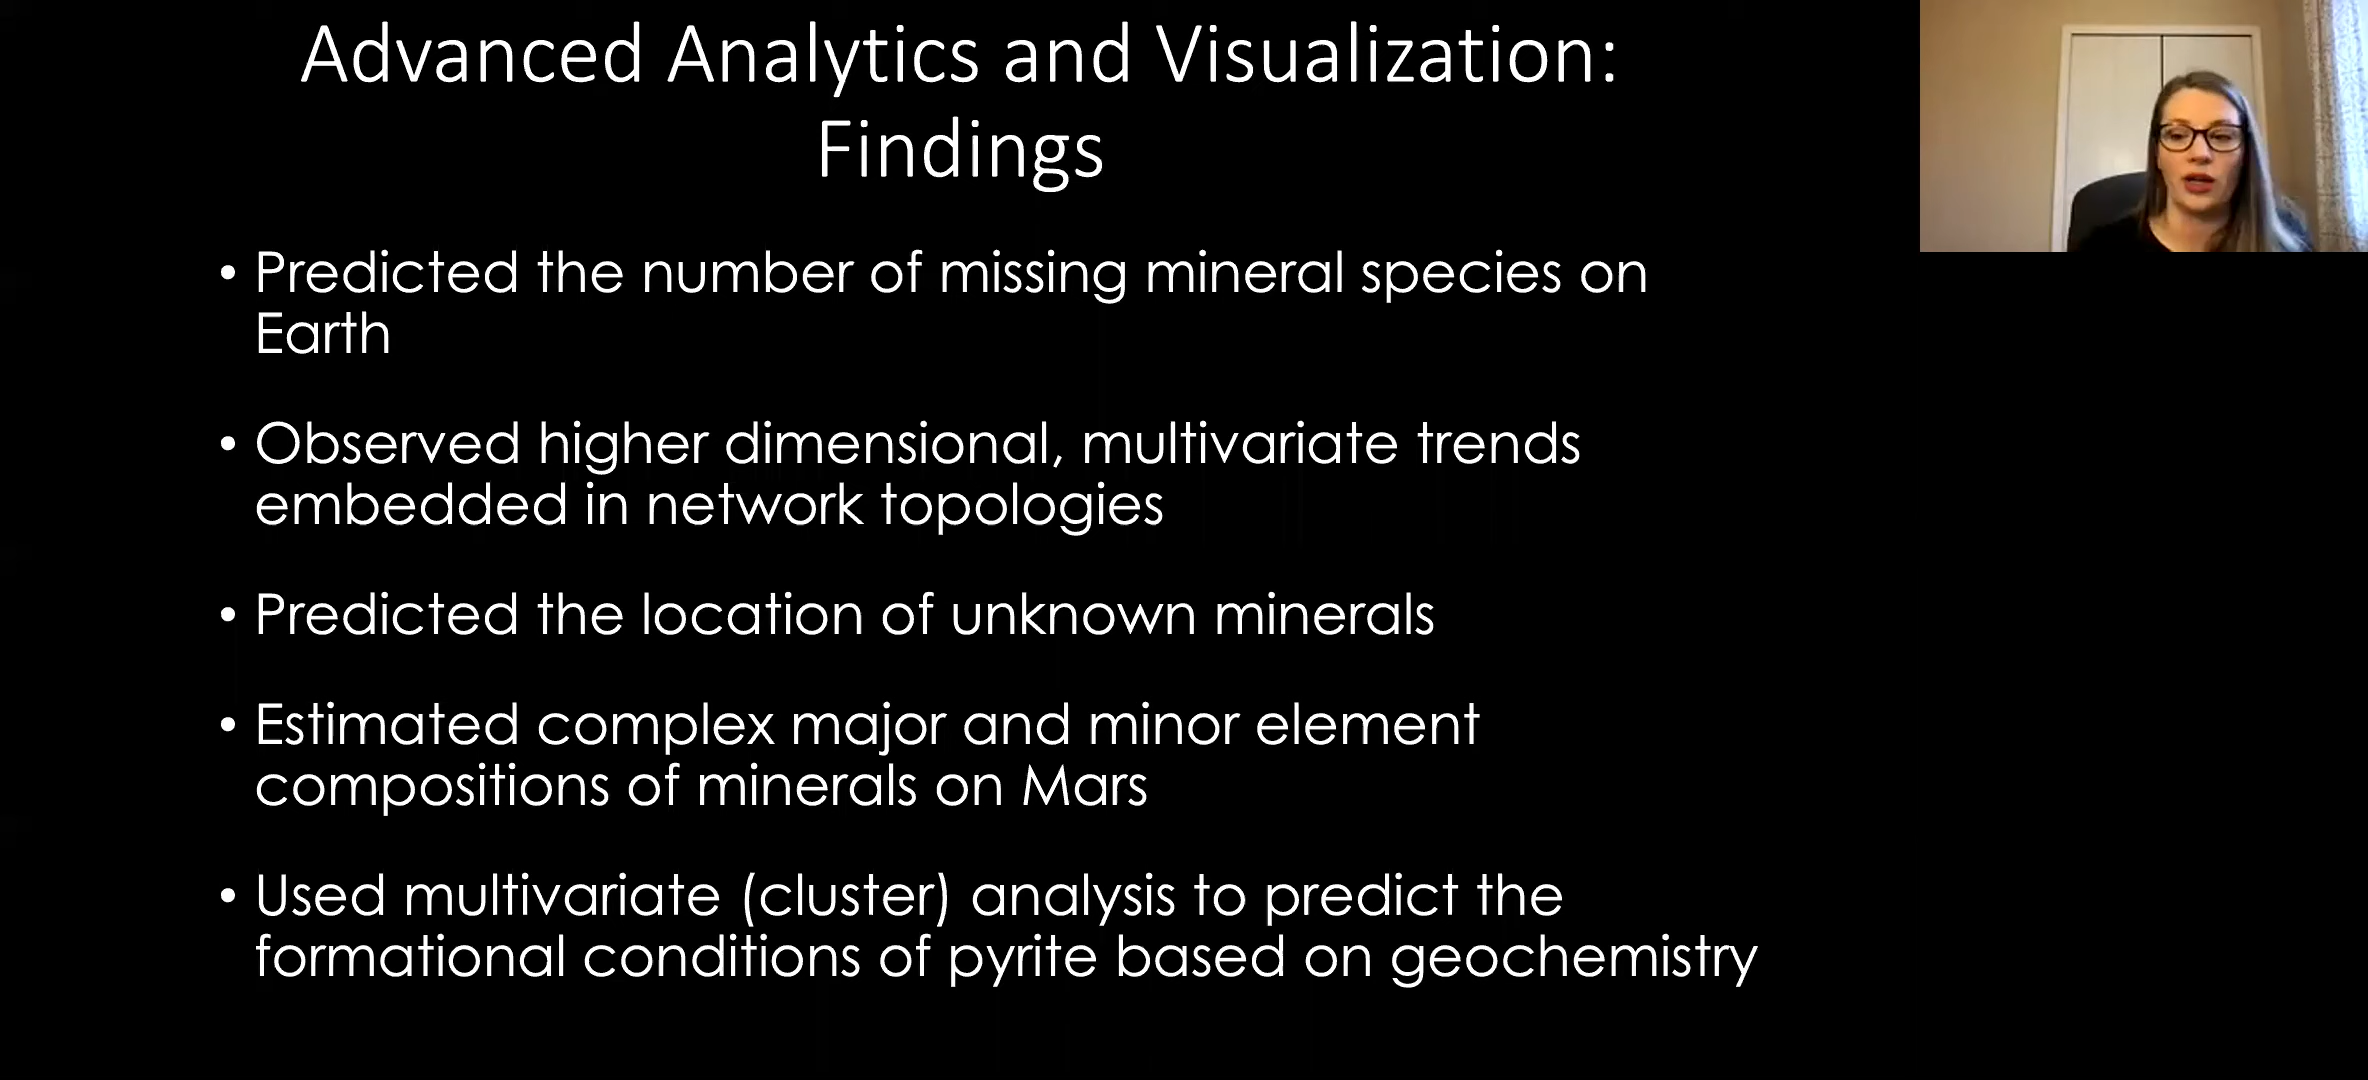 Advanced Analytics and Visualization:
Findings
• Predicted the number of missing mineral species on
Earth
• Observed higher dimensional, multivariate trends
embedded in network topologies
• Predicted the location of unknown minerals
• Estimated complex major and minor element
compositions of minerals on Mars
• Used multivariate (cluster) analysis to predict the
formational conditions of pyrite based on geochemistry